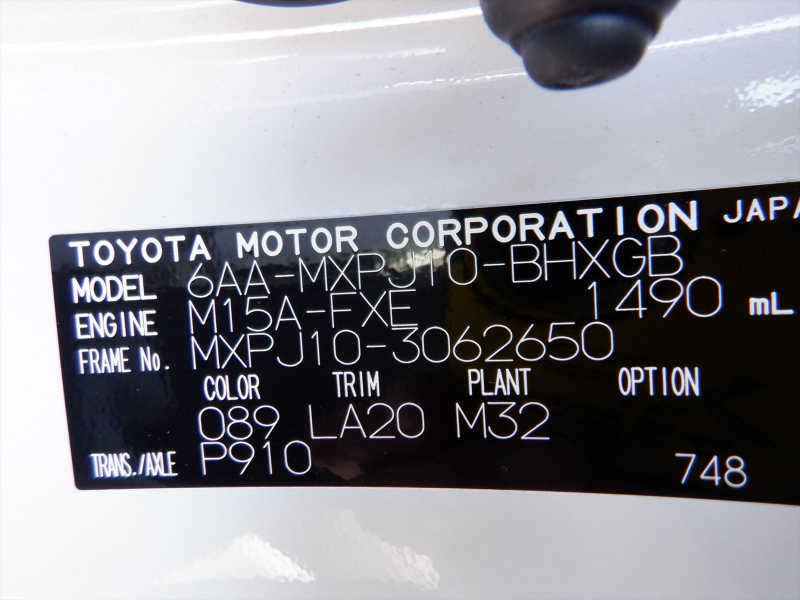 TOYOTA MOTOR CORPORATION JAPA
MODEL 6AA-MXPJ10-BHXGB
ENGINE M15A-FXE 1490 mL
FRAME No. MXPJ10-3062650
COLOR TRIM PLANT OPTION
089 LA20 M32
TRANS./AXLE P910 748